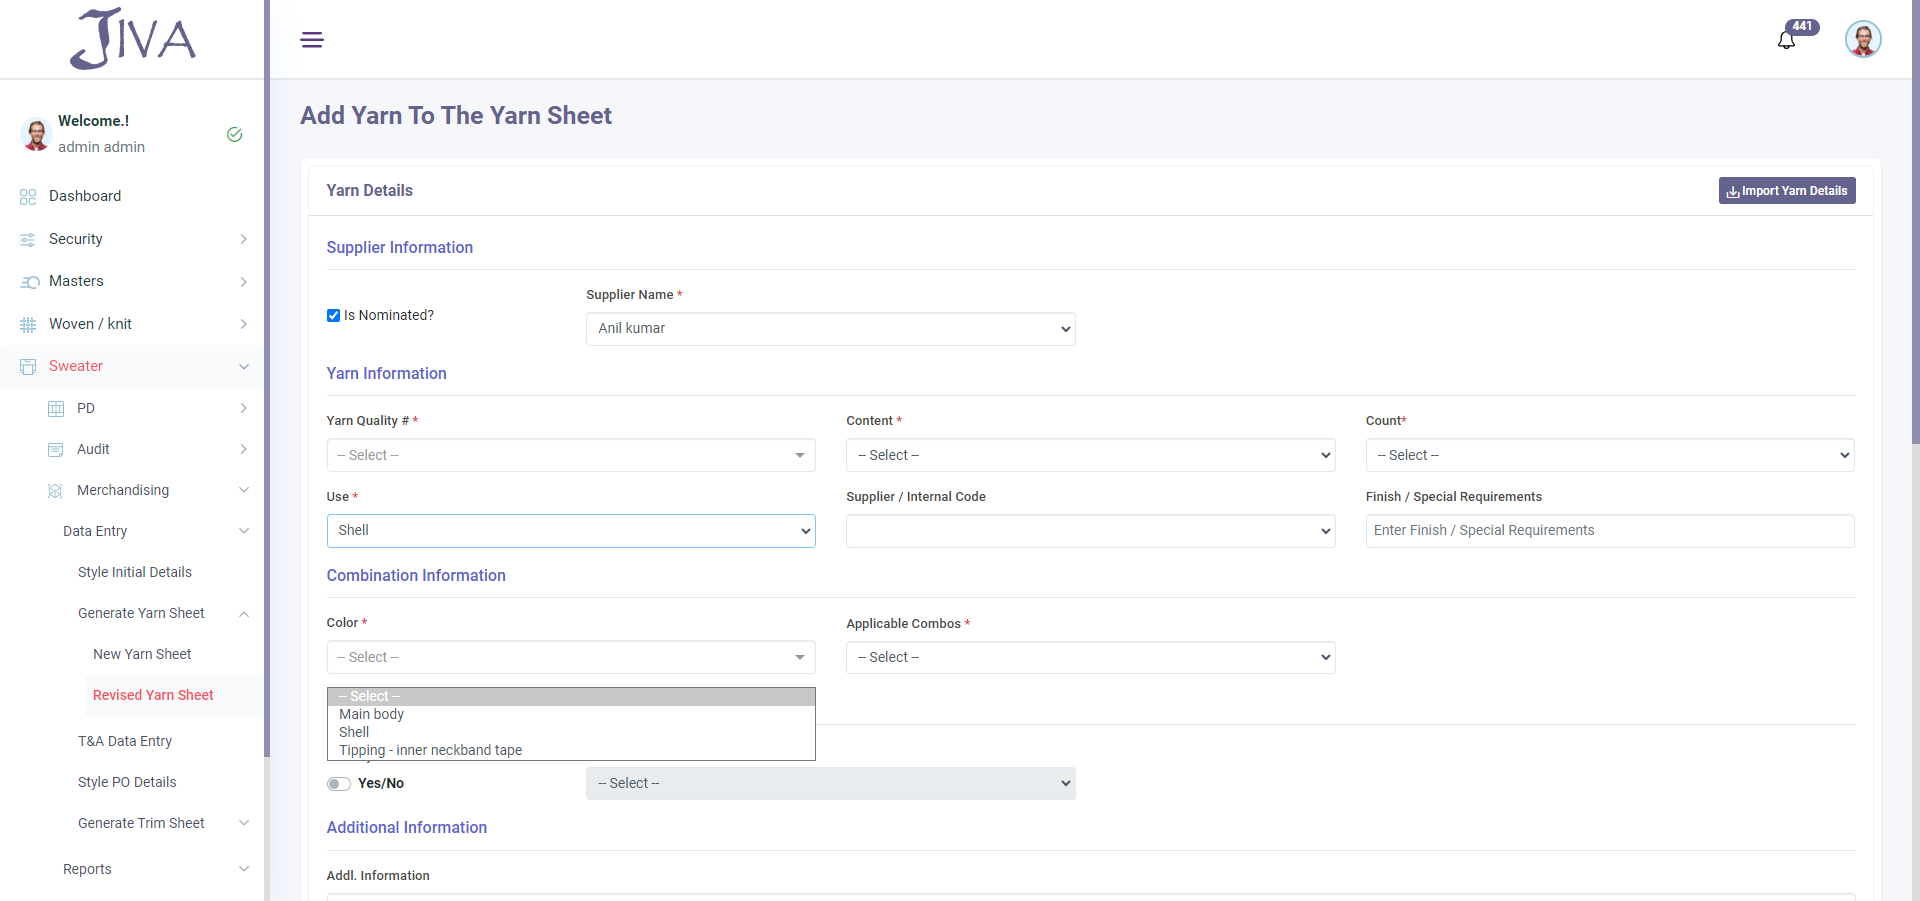 JIVA
441
Welcome.!
admin admin
Dashboard
Security
Masters
Woven / knit
Sweater
PD
Audit
Merchandising
Data Entry
Style Initial Details
Generate Yarn Sheet
New Yarn Sheet
Revised Yarn Sheet
T&A Data Entry
Style PO Details
Generate Trim Sheet
Reports
Add Yarn To The Yarn Sheet
Yarn Details
Import Yarn Details
Supplier Information
Is Nominated?
Supplier Name *
Anil kumar
Yarn Information
Yarn Quality # *
Content *
Count*
-- Select --
-- Select --
-- Select --
Use *
Supplier / Internal Code
Finish / Special Requirements
Shell
Enter Finish / Special Requirements
Combination Information
Color *
Applicable Combos *
-- Select --
-- Select --
-- Select --
Main body
Shell
Tipping - inner neckband tape
Yes/No
-- Select --
Additional Information
Addl. Information